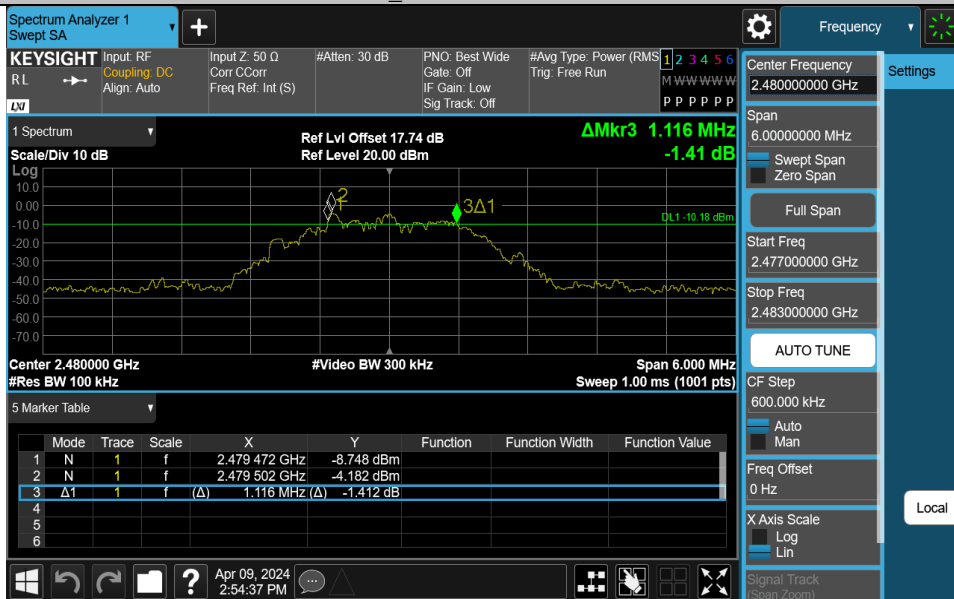 Spectrum Analyzer 1
Swept SA
+
Frequency
KEYSIGHT
R L
LXI
Input: RF
Coupling: DC
Align: Auto
Input Z: 50 Ω
Corr CCorr
Freq Ref: Int (S)
#Atten: 30 dB
PNO: Best Wide
Gate: Off
IF Gain: Low
Sig Track: Off
#Avg Type: Power (RMS
Trig: Free Run
1 2 3 4 5 6
M W W W W W
P P P P P P
1 Spectrum
Scale/Div 10 dB
Ref Lvl Offset 17.74 dB
Ref Level 20.00 dBm
ΔMkr3 1.116 MHz
-1.41 dB
Log
10.0
0.00
-10.0
-20.0
-30.0
-40.0
-50.0
-60.0
-70.0
2
1
3Δ1
DL1 -10.18 dBm
Center 2.480000 GHz
#Video BW 300 kHz
Span 6.000 MHz
#Res BW 100 kHz
Sweep 1.00 ms (1001 pts)
5 Marker Table
Mode Trace Scale X Y Function Function Width Function Value
1 N 1 f 2.479 472 GHz -8.748 dBm
2 N 1 f 2.479 502 GHz -4.182 dBm
3 Δ1 1 f (Δ) 1.116 MHz (Δ) -1.412 dB
4
5
6
?
Apr 09, 2024
2:54:37 PM
Center Frequency
2.480000000 GHz
Span
6.00000000 MHz
Swept Span
Zero Span
Full Span
Start Freq
2.477000000 GHz
Stop Freq
2.483000000 GHz
AUTO TUNE
CF Step
600.000 kHz
Auto
Man
Freq Offset
0 Hz
X Axis Scale
Log
Lin
Signal Track
(Span Zoom)
Settings
Local